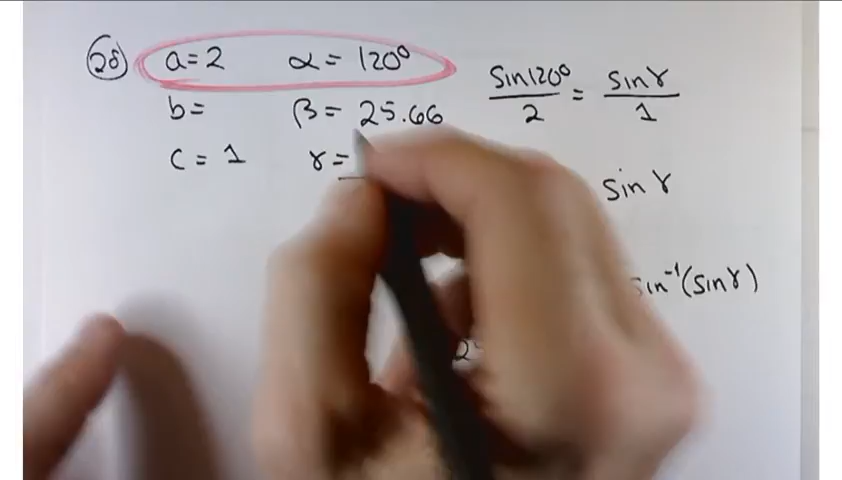 28 a=2 α= 120° sin120°/2 = sinγ/1
b= β= 25.66
c = 1 γ= sin γ
sin⁻¹(sinγ)